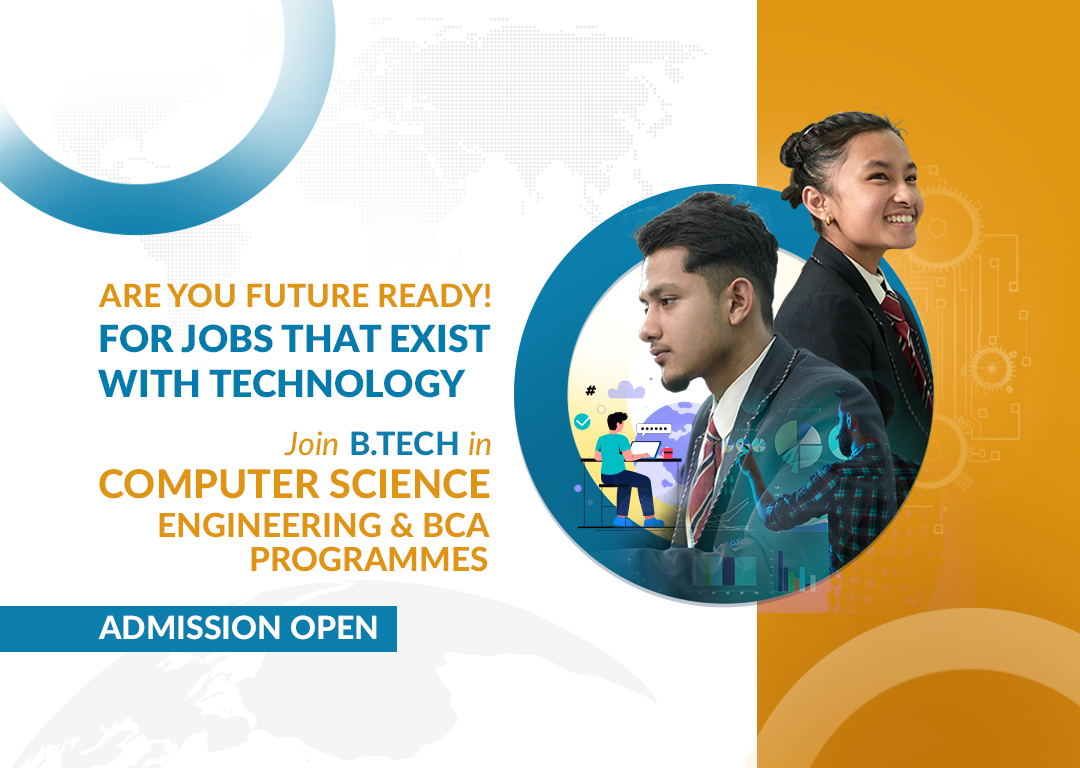 ARE YOU FUTURE READY!
FOR JOBS THAT EXIST
WITH TECHNOLOGY
Join B.TECH in
COMPUTER SCIENCE
ENGINEERING & BCA
PROGRAMMES
ADMISSION OPEN
#